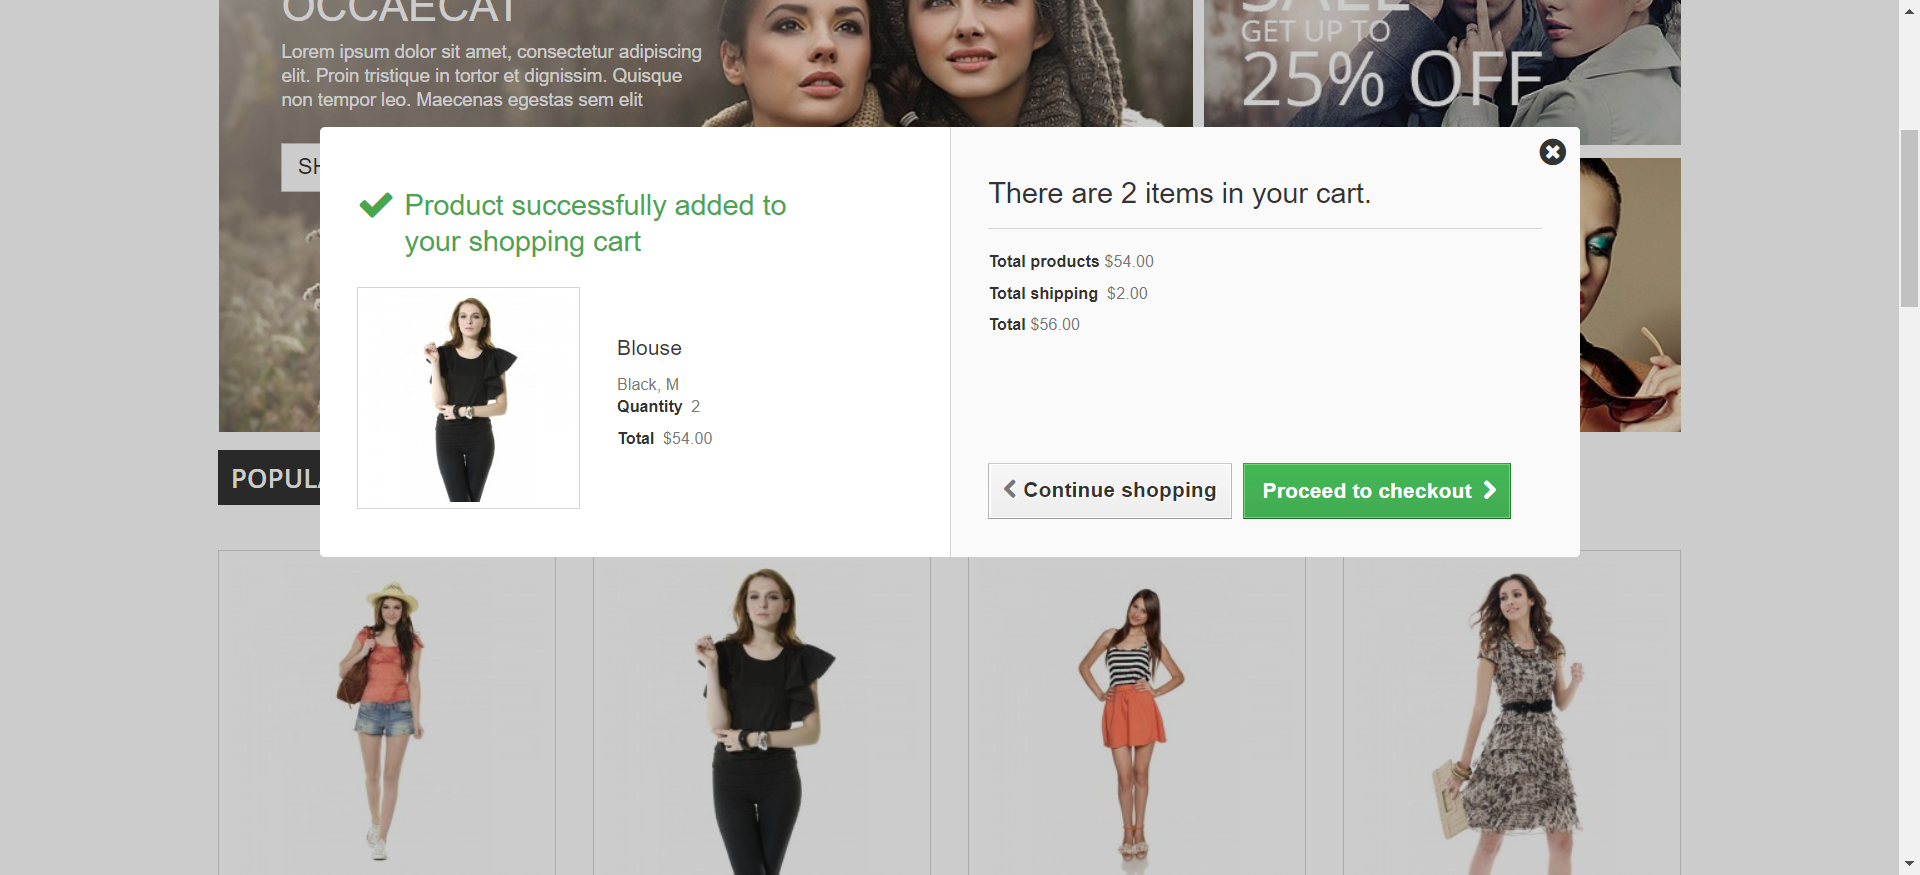 OCCAECAT
Lorem ipsum dolor sit amet, consectetur adipiscing
elit. Proin tristique in tortor et dignissim. Quisque
non tempor leo. Maecenas egestas sem elit
SALE
GET UP TO
25% OFF
Product successfully added to
your shopping cart
Blouse
Black, M
Quantity 2
Total $54.00
There are 2 items in your cart.
Total products $54.00
Total shipping $2.00
Total $56.00
Continue shopping
Proceed to checkout